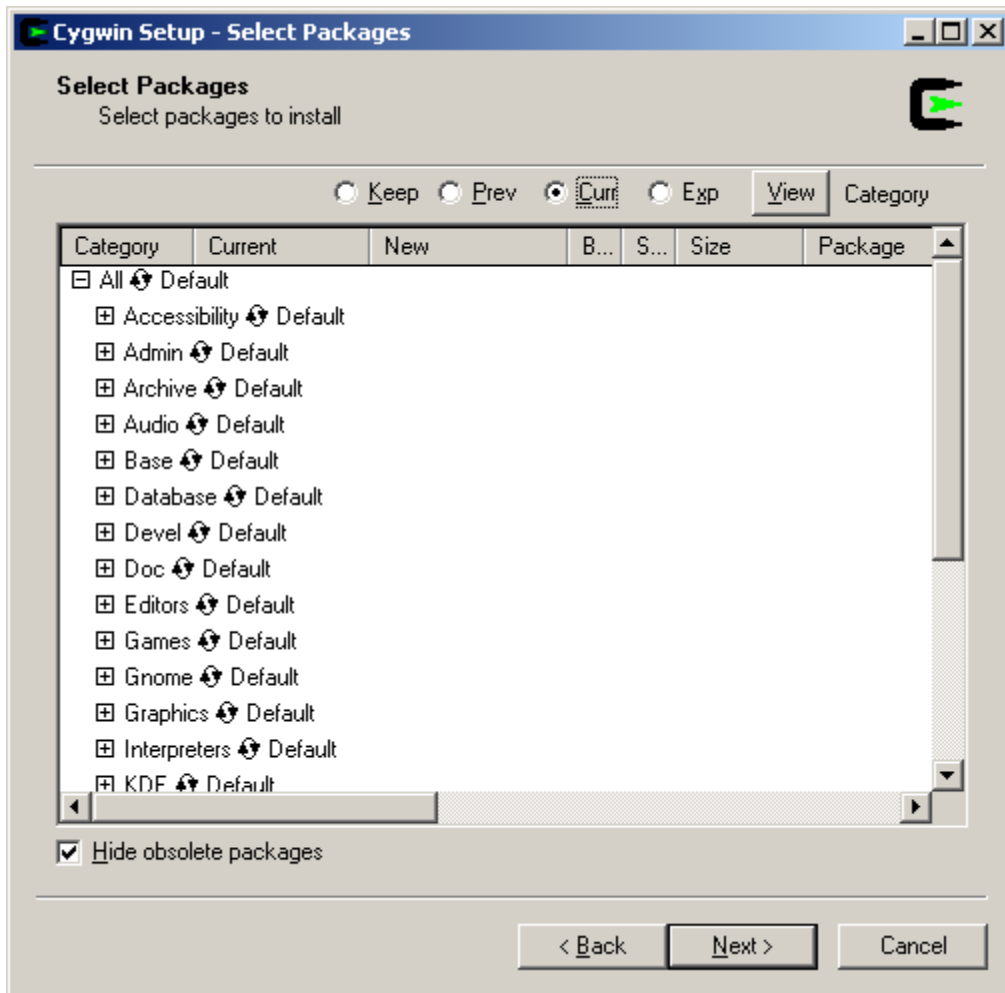 Cygwin Setup - Select Packages
Select Packages
Select packages to install
Keep Prev Curr Exp View Category
Category Current New B... S... Size Package
All Default
Accessibility Default
Admin Default
Archive Default
Audio Default
Base Default
Database Default
Devel Default
Doc Default
Editors Default
Games Default
Gnome Default
Graphics Default
Interpreters Default
KDE Default
Hide obsolete packages
< Back Next > Cancel